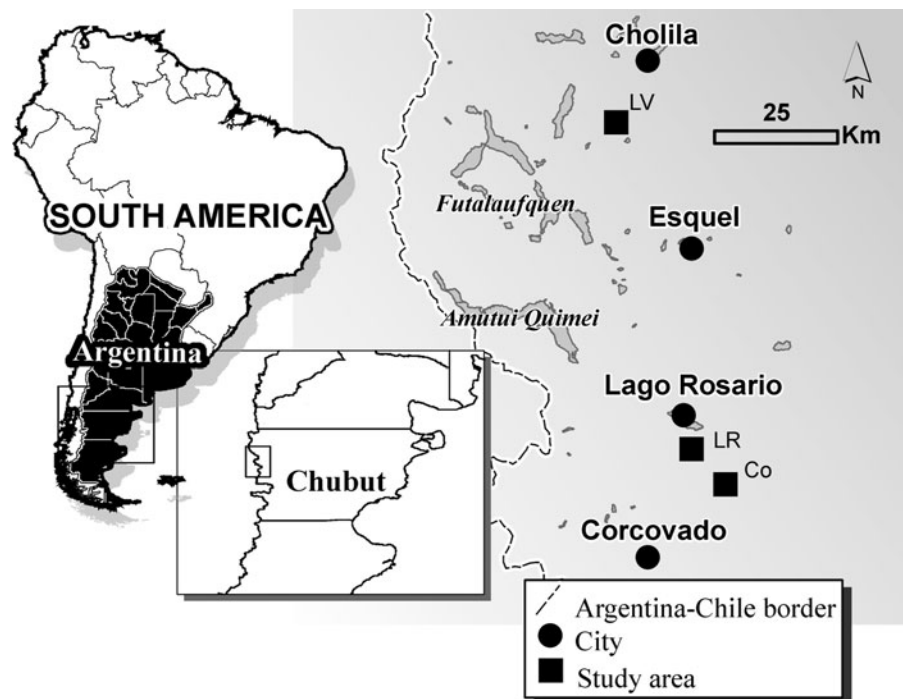 SOUTH AMERICA
Argentina
Chubut
Cholila
LV
N
25
Km
Futalaufquen
Esquel
Amutui Quimei
Lago Rosario
LR
Co
Corcovado
Argentina-Chile border
City
Study area